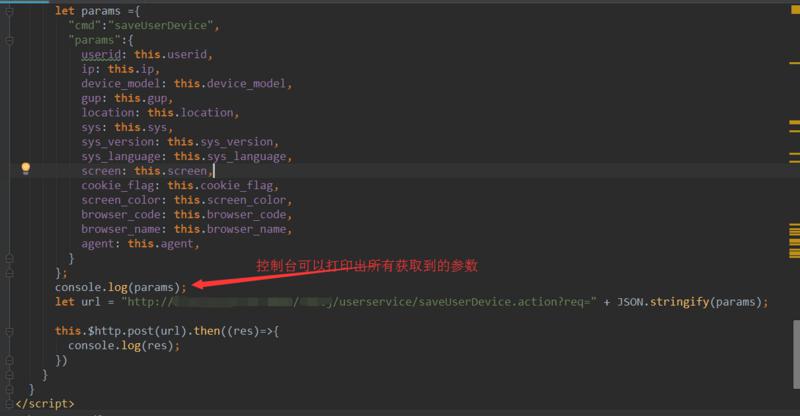 let params ={
"cmd":"saveUserDevice",
"params":{
userid: this.userid,
ip: this.ip,
device_model: this.device_model,
gup: this.gup,
location: this.location,
sys: this.sys,
sys_version: this.sys_version,
sys_language: this.sys_language,
screen: this.screen,
cookie_flag: this.cookie_flag,
screen_color: this.screen_color,
browser_code: this.browser_code,
browser_name: this.browser_name,
agent: this.agent,
}
};
控制台可以打印出所有获取到的参数
console.log(params);
let url = "http:// /userservice/saveUserDevice.action?req=" + JSON.stringify(params);
this.$http.post(url).then((res)=>{
console.log(res);
})
}
}
</script>